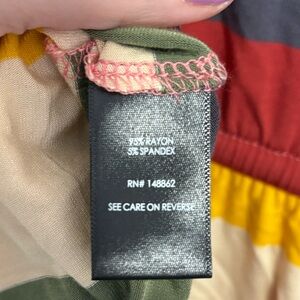 95% RAYON
5% SPANDEX
RN# 148862
SEE CARE ON REVERSE